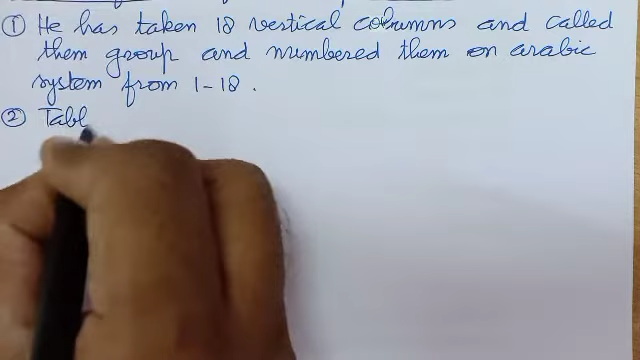 ① He has taken 18 vertical columns and called
them group and numbered them on arabic
system from 1-18.
② Tabl